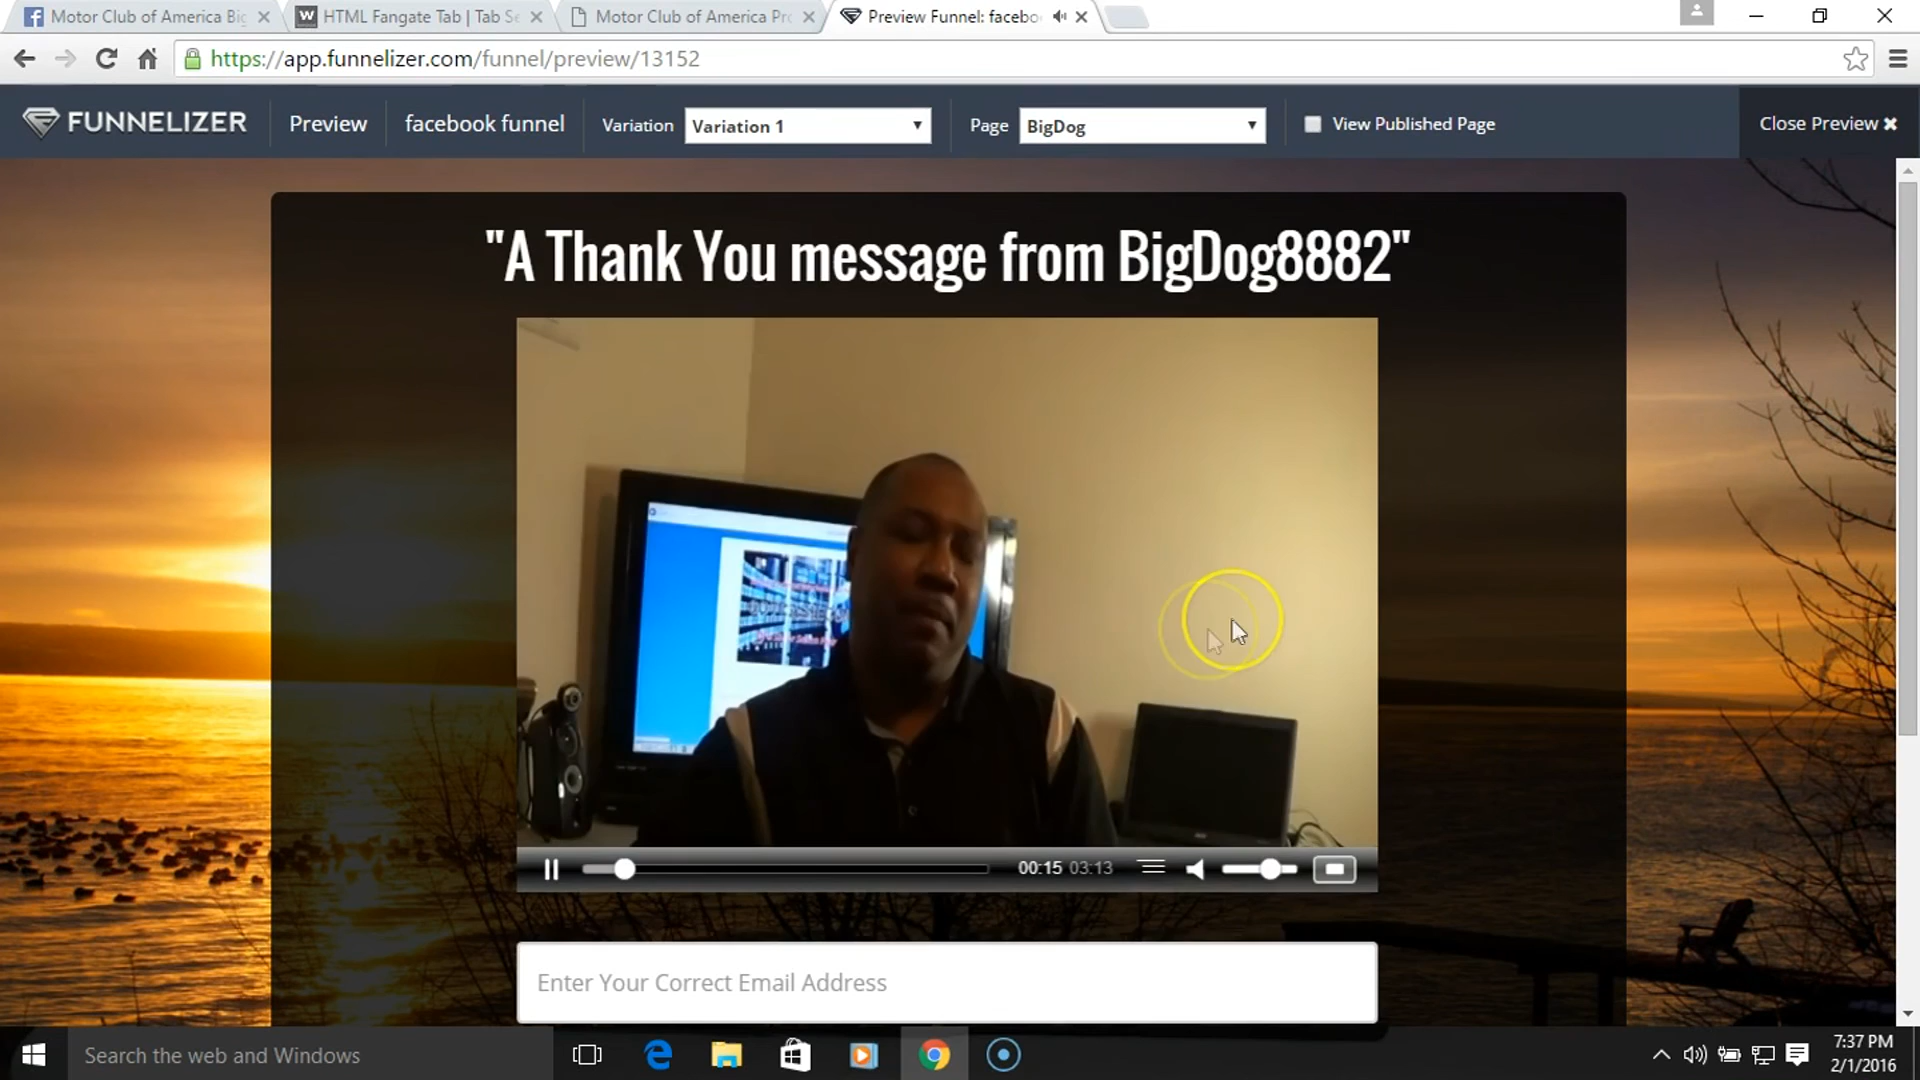 Motor Club of America Big
HTML Fangate Tab | Tab Se
Motor Club of America Pro
Preview Funnel: facebo
https://app.funnelizer.com/funnel/preview/13152
FUNNELIZER
Preview
facebook funnel
Variation
Variation 1
Page
BigDog
View Published Page
Close Preview
"A Thank You message from BigDog8882"
00:15 03:13
Enter Your Correct Email Address
Search the web and Windows
7:37 PM
2/1/2016